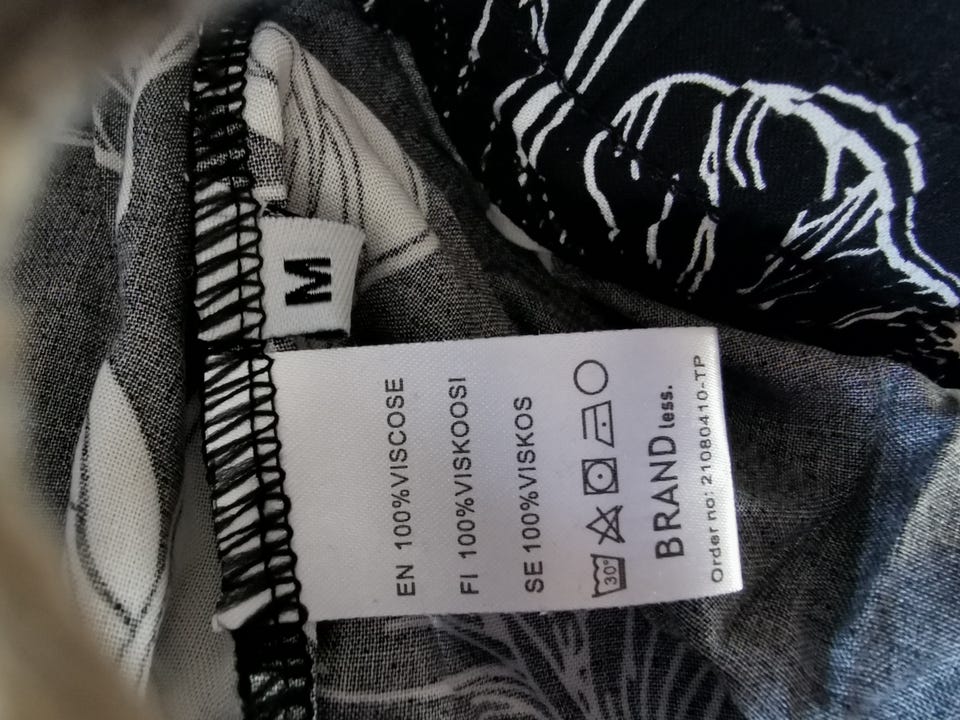 M
EN 100%VISCOSE
FI 100%VISKOOSI
SE 100%VISKOS
30°
BRAND less.
Order no: 21080410-TP